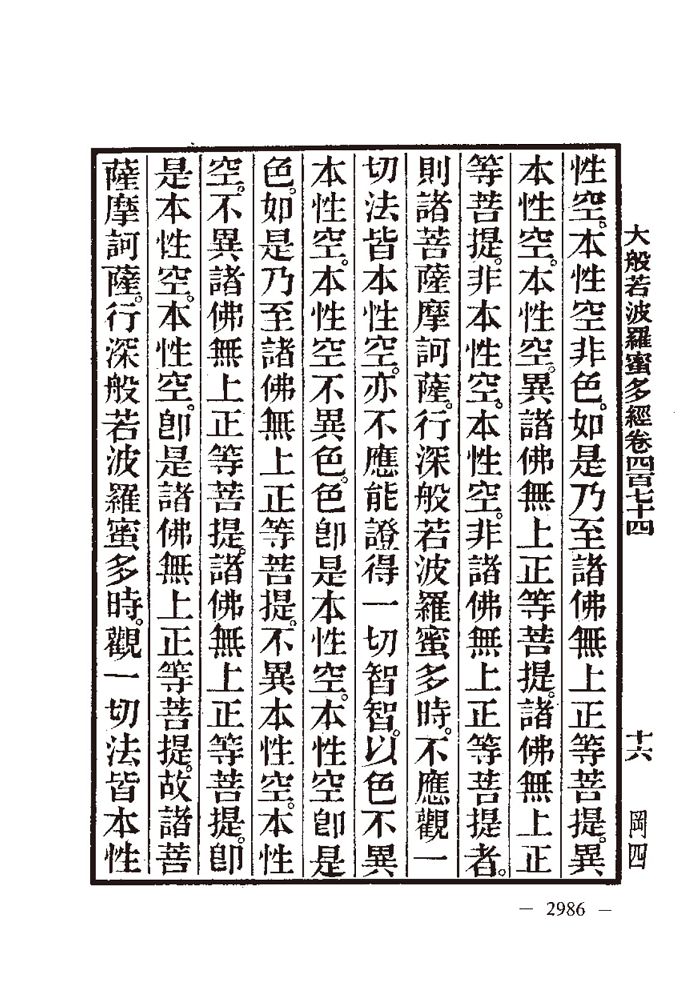 大般若波羅蜜多經卷四百七十四　十六　岡四
性空。本性空非色。如是乃至諸佛無上正等菩提。異
本性空。本性空。異諸佛無上正等菩提。諸佛無上正
等菩提。非本性空。本性空。非諸佛無上正等菩提者。
則諸菩薩摩訶薩。行深般若波羅蜜多時。不應觀一
切法皆本性空。亦不應能證得一切智智。以色不異
本性空。本性空不異色。色卽是本性空。本性空卽是
色。如是乃至諸佛無上正等菩提。不異本性空。本性
空。不異諸佛無上正等菩提。諸佛無上正等菩提。卽
是本性空。本性空。卽是諸佛無上正等菩提。故諸菩
薩摩訶薩。行深般若波羅蜜多時。觀一切法皆本性
— 2986 —